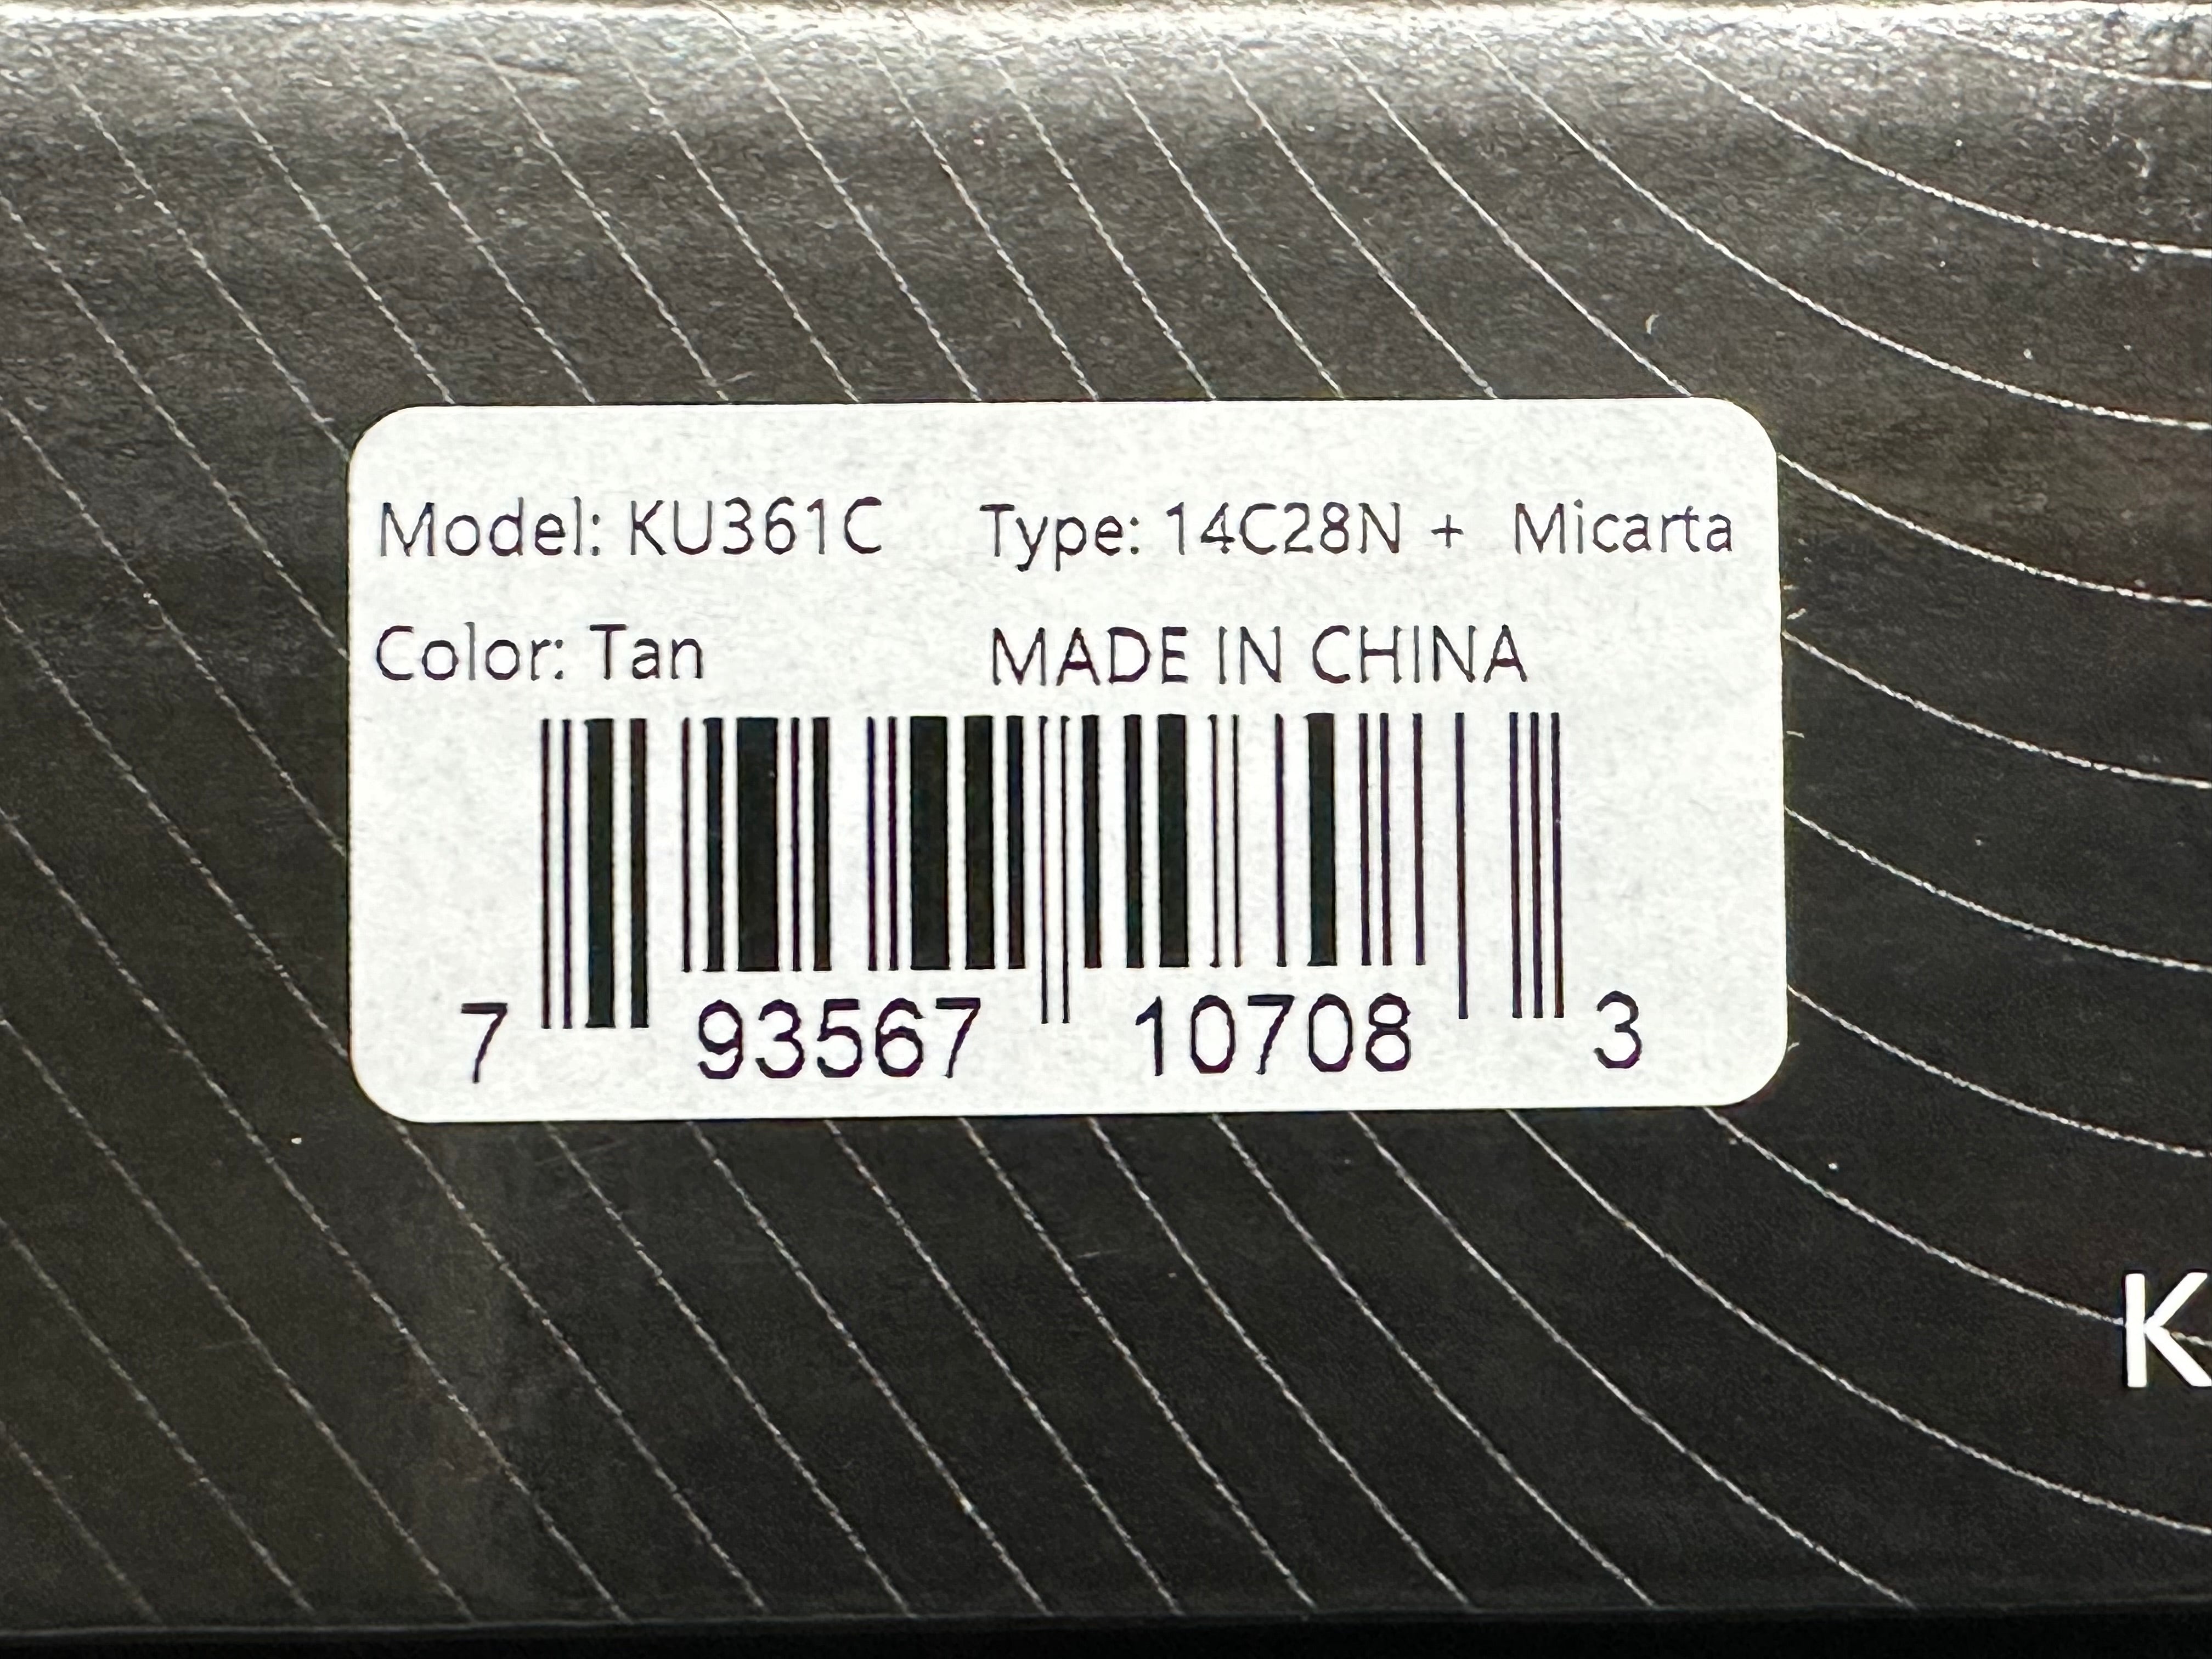 Model: KU361C Type: 14C28N + Micarta
Color: Tan MADE IN CHINA
7 93567 10708 3
K